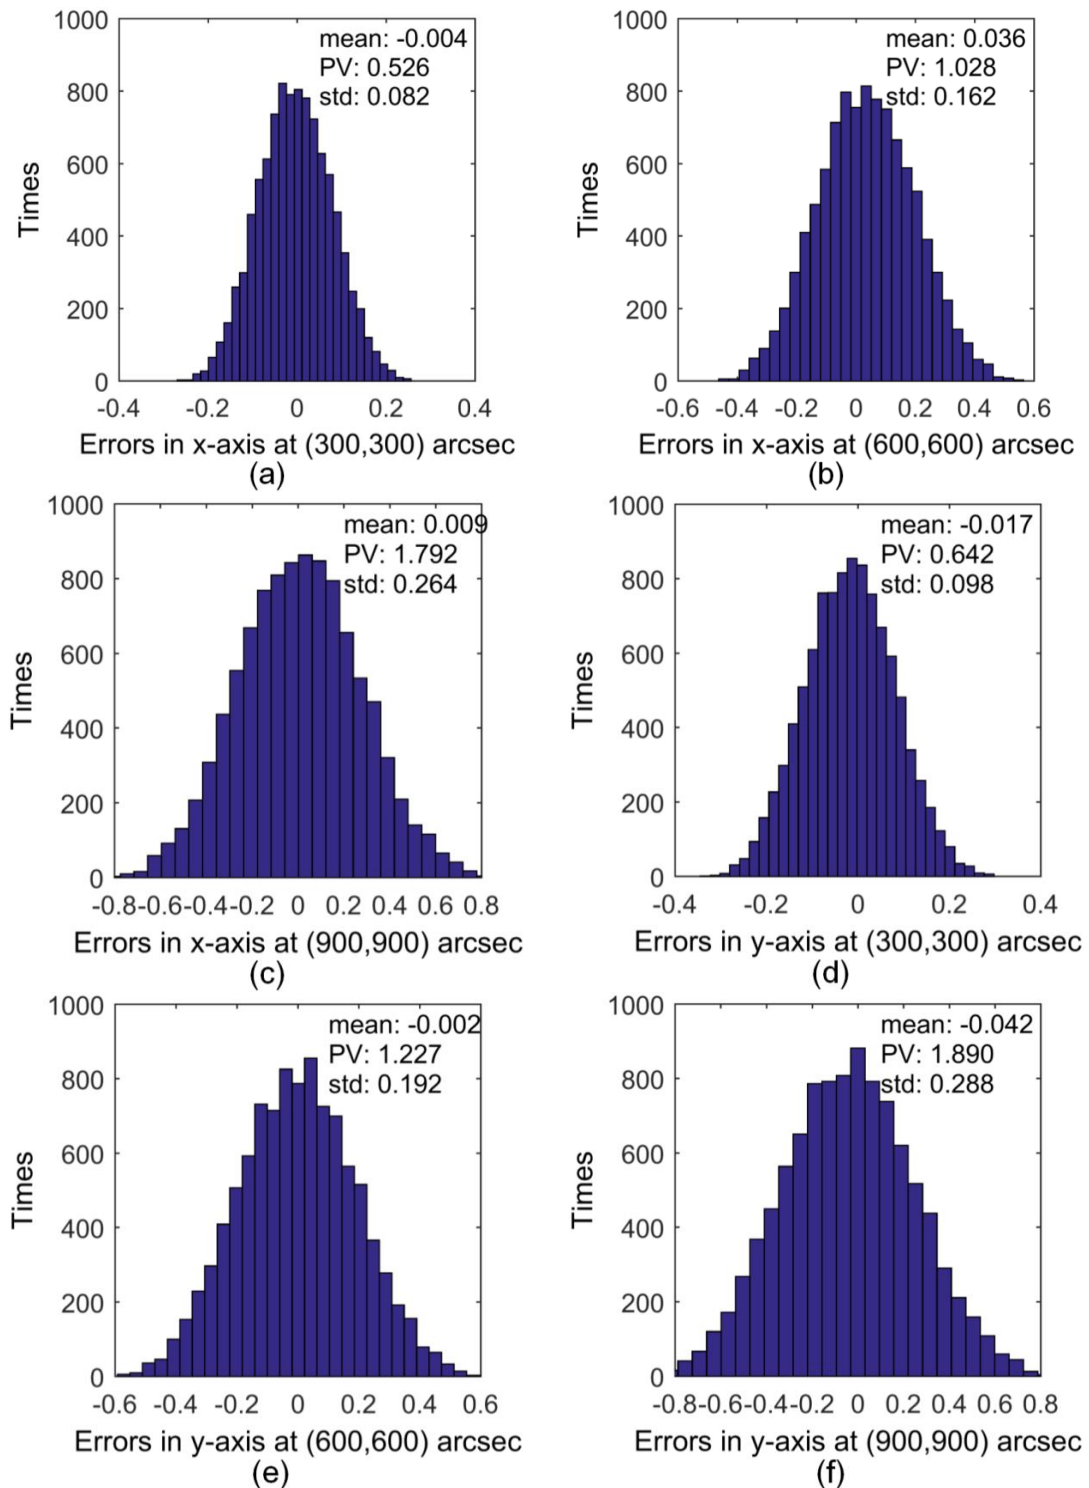 1000
800
600
400
200
0
Times
mean: -0.004
PV: 0.526
std: 0.082
-0.4 -0.2 0 0.2 0.4
Errors in x-axis at (300,300) arcsec
(a)
1000
800
600
400
200
0
Times
mean: 0.036
PV: 1.028
std: 0.162
-0.6 -0.4 -0.2 0 0.2 0.4 0.6
Errors in x-axis at (600,600) arcsec
(b)
1000
800
600
400
200
0
Times
mean: 0.009
PV: 1.792
std: 0.264
-0.8 -0.6 -0.4 -0.2 0 0.2 0.4 0.6 0.8
Errors in x-axis at (900,900) arcsec
(c)
1000
800
600
400
200
0
Times
mean: -0.017
PV: 0.642
std: 0.098
-0.4 -0.2 0 0.2 0.4
Errors in y-axis at (300,300) arcsec
(d)
1000
800
600
400
200
0
Times
mean: -0.002
PV: 1.227
std: 0.192
-0.6 -0.4 -0.2 0 0.2 0.4 0.6
Errors in y-axis at (600,600) arcsec
(e)
1000
800
600
400
200
0
Times
mean: -0.042
PV: 1.890
std: 0.288
-0.8 -0.6 -0.4 -0.2 0 0.2 0.4 0.6 0.8
Errors in y-axis at (900,900) arcsec
(f)